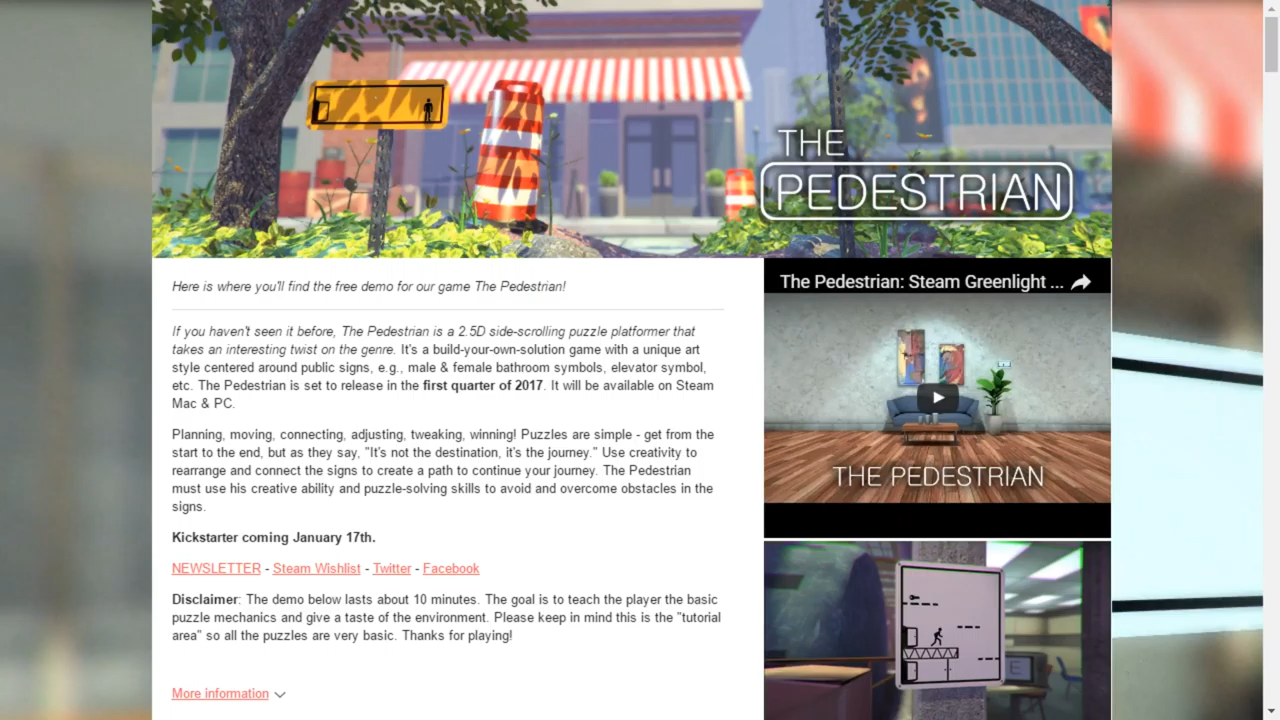 THE
PEDESTRIAN
Here is where you'll find the free demo for our game The Pedestrian!
If you haven't seen it before, The Pedestrian is a 2.5D side-scrolling puzzle platformer that
takes an interesting twist on the genre. It's a build-your-own-solution game with a unique art
style centered around public signs, e.g., male & female bathroom symbols, elevator symbol,
etc. The Pedestrian is set to release in the first quarter of 2017. It will be available on Steam
Mac & PC.
Planning, moving, connecting, adjusting, tweaking, winning! Puzzles are simple - get from the
start to the end, but as they say, "It's not the destination, it's the journey." Use creativity to
rearrange and connect the signs to create a path to continue your journey. The Pedestrian
must use his creative ability and puzzle-solving skills to avoid and overcome obstacles in the
signs.
Kickstarter coming January 17th.
NEWSLETTER - Steam Wishlist - Twitter - Facebook
Disclaimer: The demo below lasts about 10 minutes. The goal is to teach the player the basic
puzzle mechanics and give a taste of the environment. Please keep in mind this is the "tutorial
area" so all the puzzles are very basic. Thanks for playing!
More information
The Pedestrian: Steam Greenlight ...
THE PEDESTRIAN
E